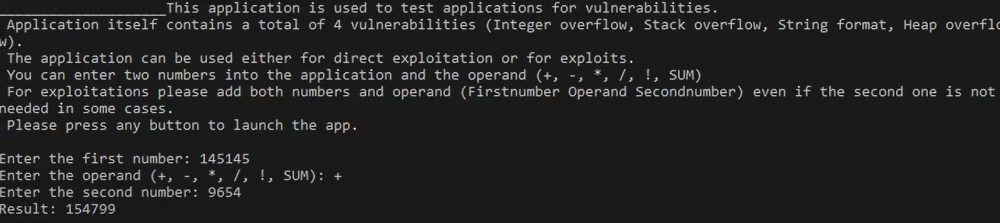 ____________________This application is used to test applications for vulnerabilities.
Application itself contains a total of 4 vulnerabilities (Integer overflow, Stack overflow, String format, Heap overflo
w).
The application can be used either for direct exploitation or for exploits.
You can enter two numbers into the application and the operand (+, -, *, /, !, SUM)
For exploitations please add both numbers and operand (Firstnumber Operand Secondnumber) even if the second one is not
needed in some cases.
Please press any button to launch the app.
Enter the first number: 145145
Enter the operand (+, -, *, /, !, SUM): +
Enter the second number: 9654
Result: 154799